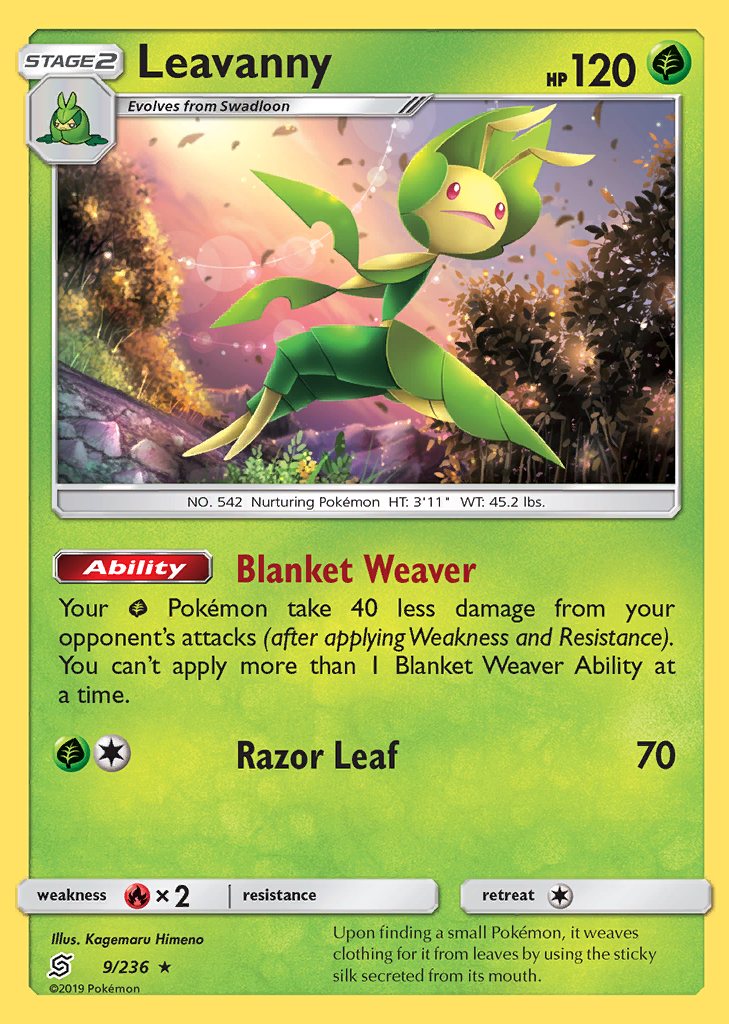 STAGE2
Leavanny
HP 120
Evolves from Swadloon
NO. 542 Nurturing Pokémon HT: 3'11" WT: 45.2 lbs.
Ability Blanket Weaver
Your Pokémon take 40 less damage from your
opponent's attacks (after applying Weakness and Resistance).
You can't apply more than 1 Blanket Weaver Ability at
a time.
Razor Leaf 70
weakness × 2 resistance retreat
Illus. Kagemaru Himeno
9/236
©2019 Pokémon
Upon finding a small Pokémon, it weaves
clothing for it from leaves by using the sticky
silk secreted from its mouth.